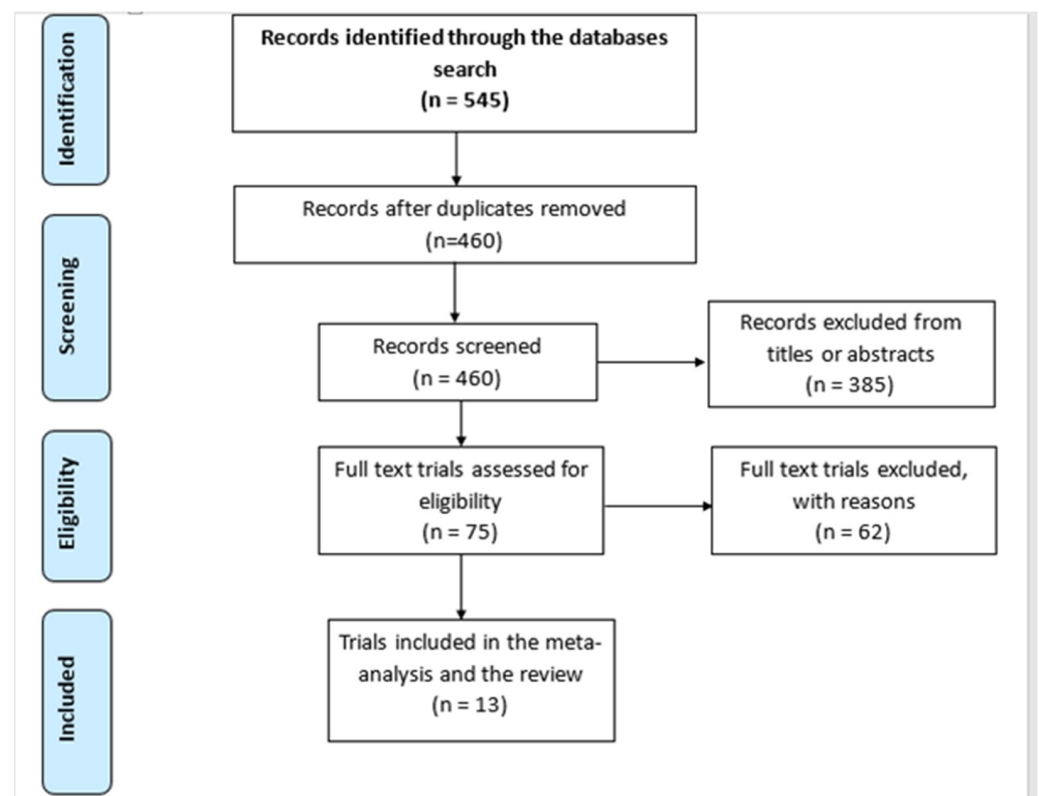 Identification
Records identified through the databases
search
(n = 545)
Records after duplicates removed
(n=460)
Screening
Records screened
(n = 460)
Records excluded from
titles or abstracts
(n = 385)
Eligibility
Full text trials assessed for
eligibility
(n = 75)
Full text trials excluded,
with reasons
(n = 62)
Included
Trials included in the meta-
analysis and the review
(n = 13)